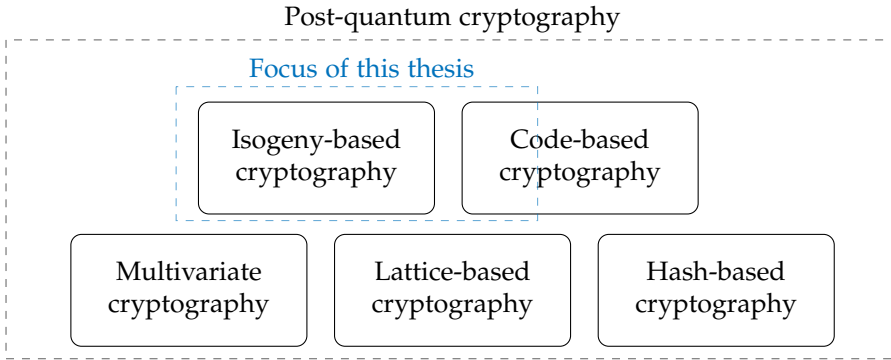 Post-quantum cryptography
Focus of this thesis
Isogeny-based
cryptography
Code-based
cryptography
Multivariate
cryptography
Lattice-based
cryptography
Hash-based
cryptography